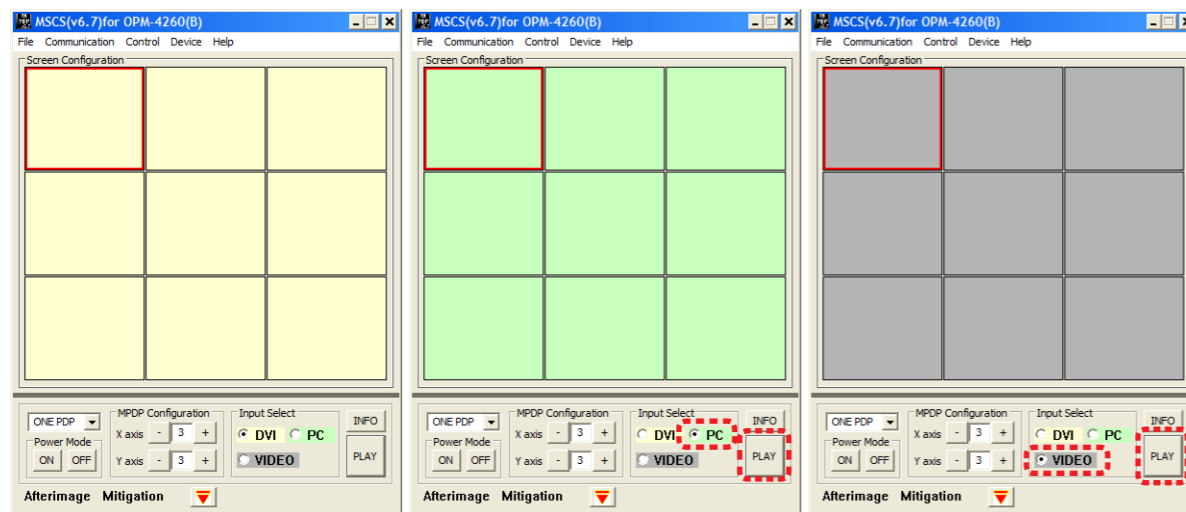 MSCS(v6.7)for OPM-4260(B)
File Communication Control Device Help
Screen Configuration
ONE PDP
MPDP Configuration
Input Select
INFO
X axis - 3 +
DVI PC
Power Mode
ON OFF
Y axis - 3 +
VIDEO
PLAY
Afterimage Mitigation
MSCS(v6.7)for OPM-4260(B)
File Communication Control Device Help
Screen Configuration
ONE PDP
MPDP Configuration
Input Select
INFO
X axis - 3 +
DVI PC
Power Mode
ON OFF
Y axis - 3 +
VIDEO
PLAY
Afterimage Mitigation
MSCS(v6.7)for OPM-4260(B)
File Communication Control Device Help
Screen Configuration
ONE PDP
MPDP Configuration
Input Select
INFO
X axis - 3 +
DVI PC
Power Mode
ON OFF
Y axis - 3 +
VIDEO
PLAY
Afterimage Mitigation